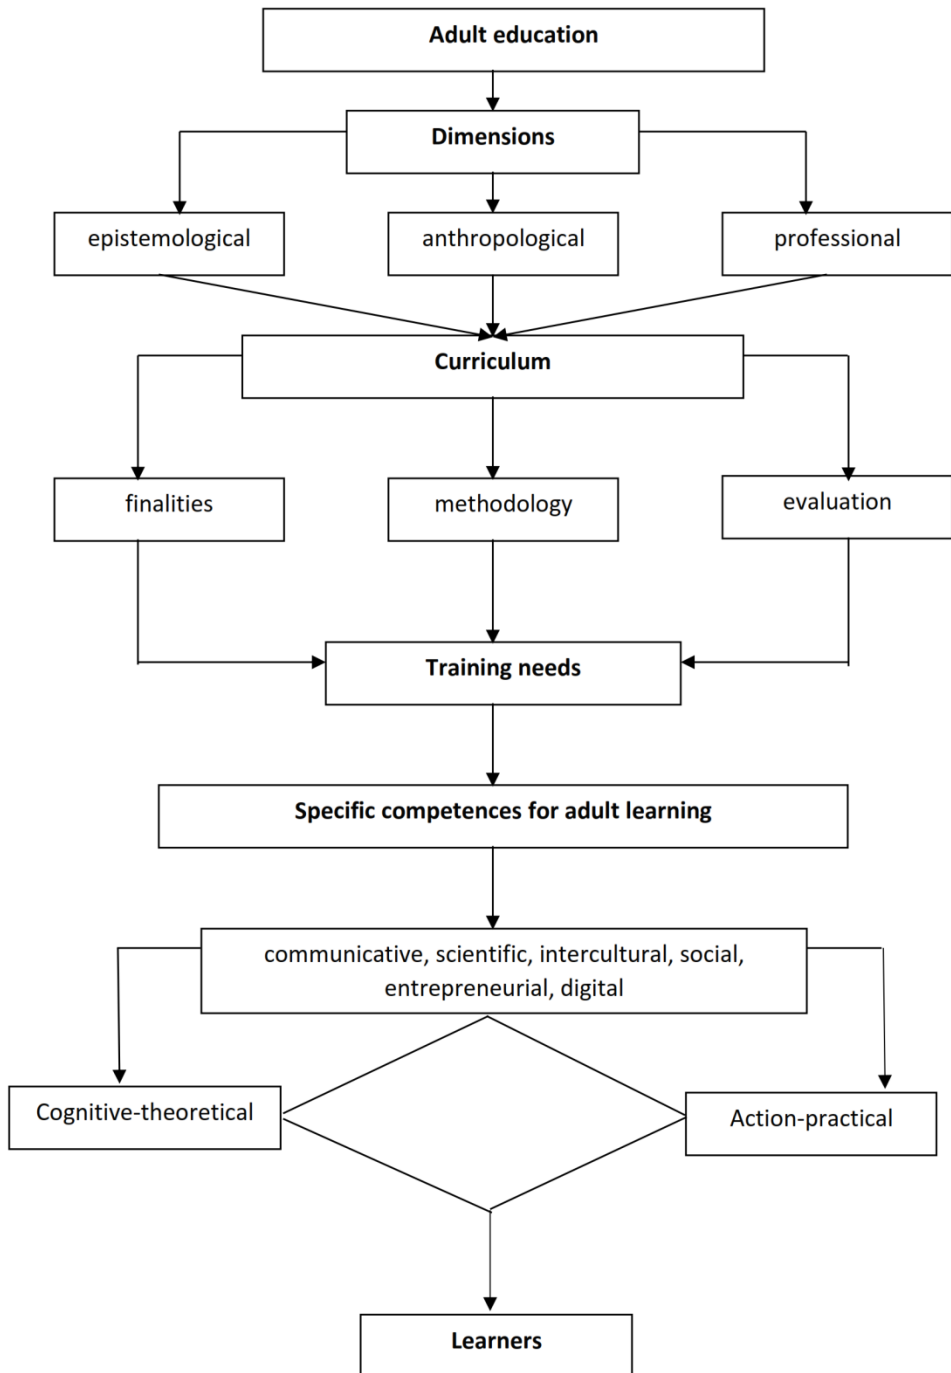 Adult education
Dimensions
epistemological
anthropological
professional
Curriculum
finalities
methodology
evaluation
Training needs
Specific competences for adult learning
communicative, scientific, intercultural, social,
entrepreneurial, digital
Cognitive-theoretical
Action-practical
Learners